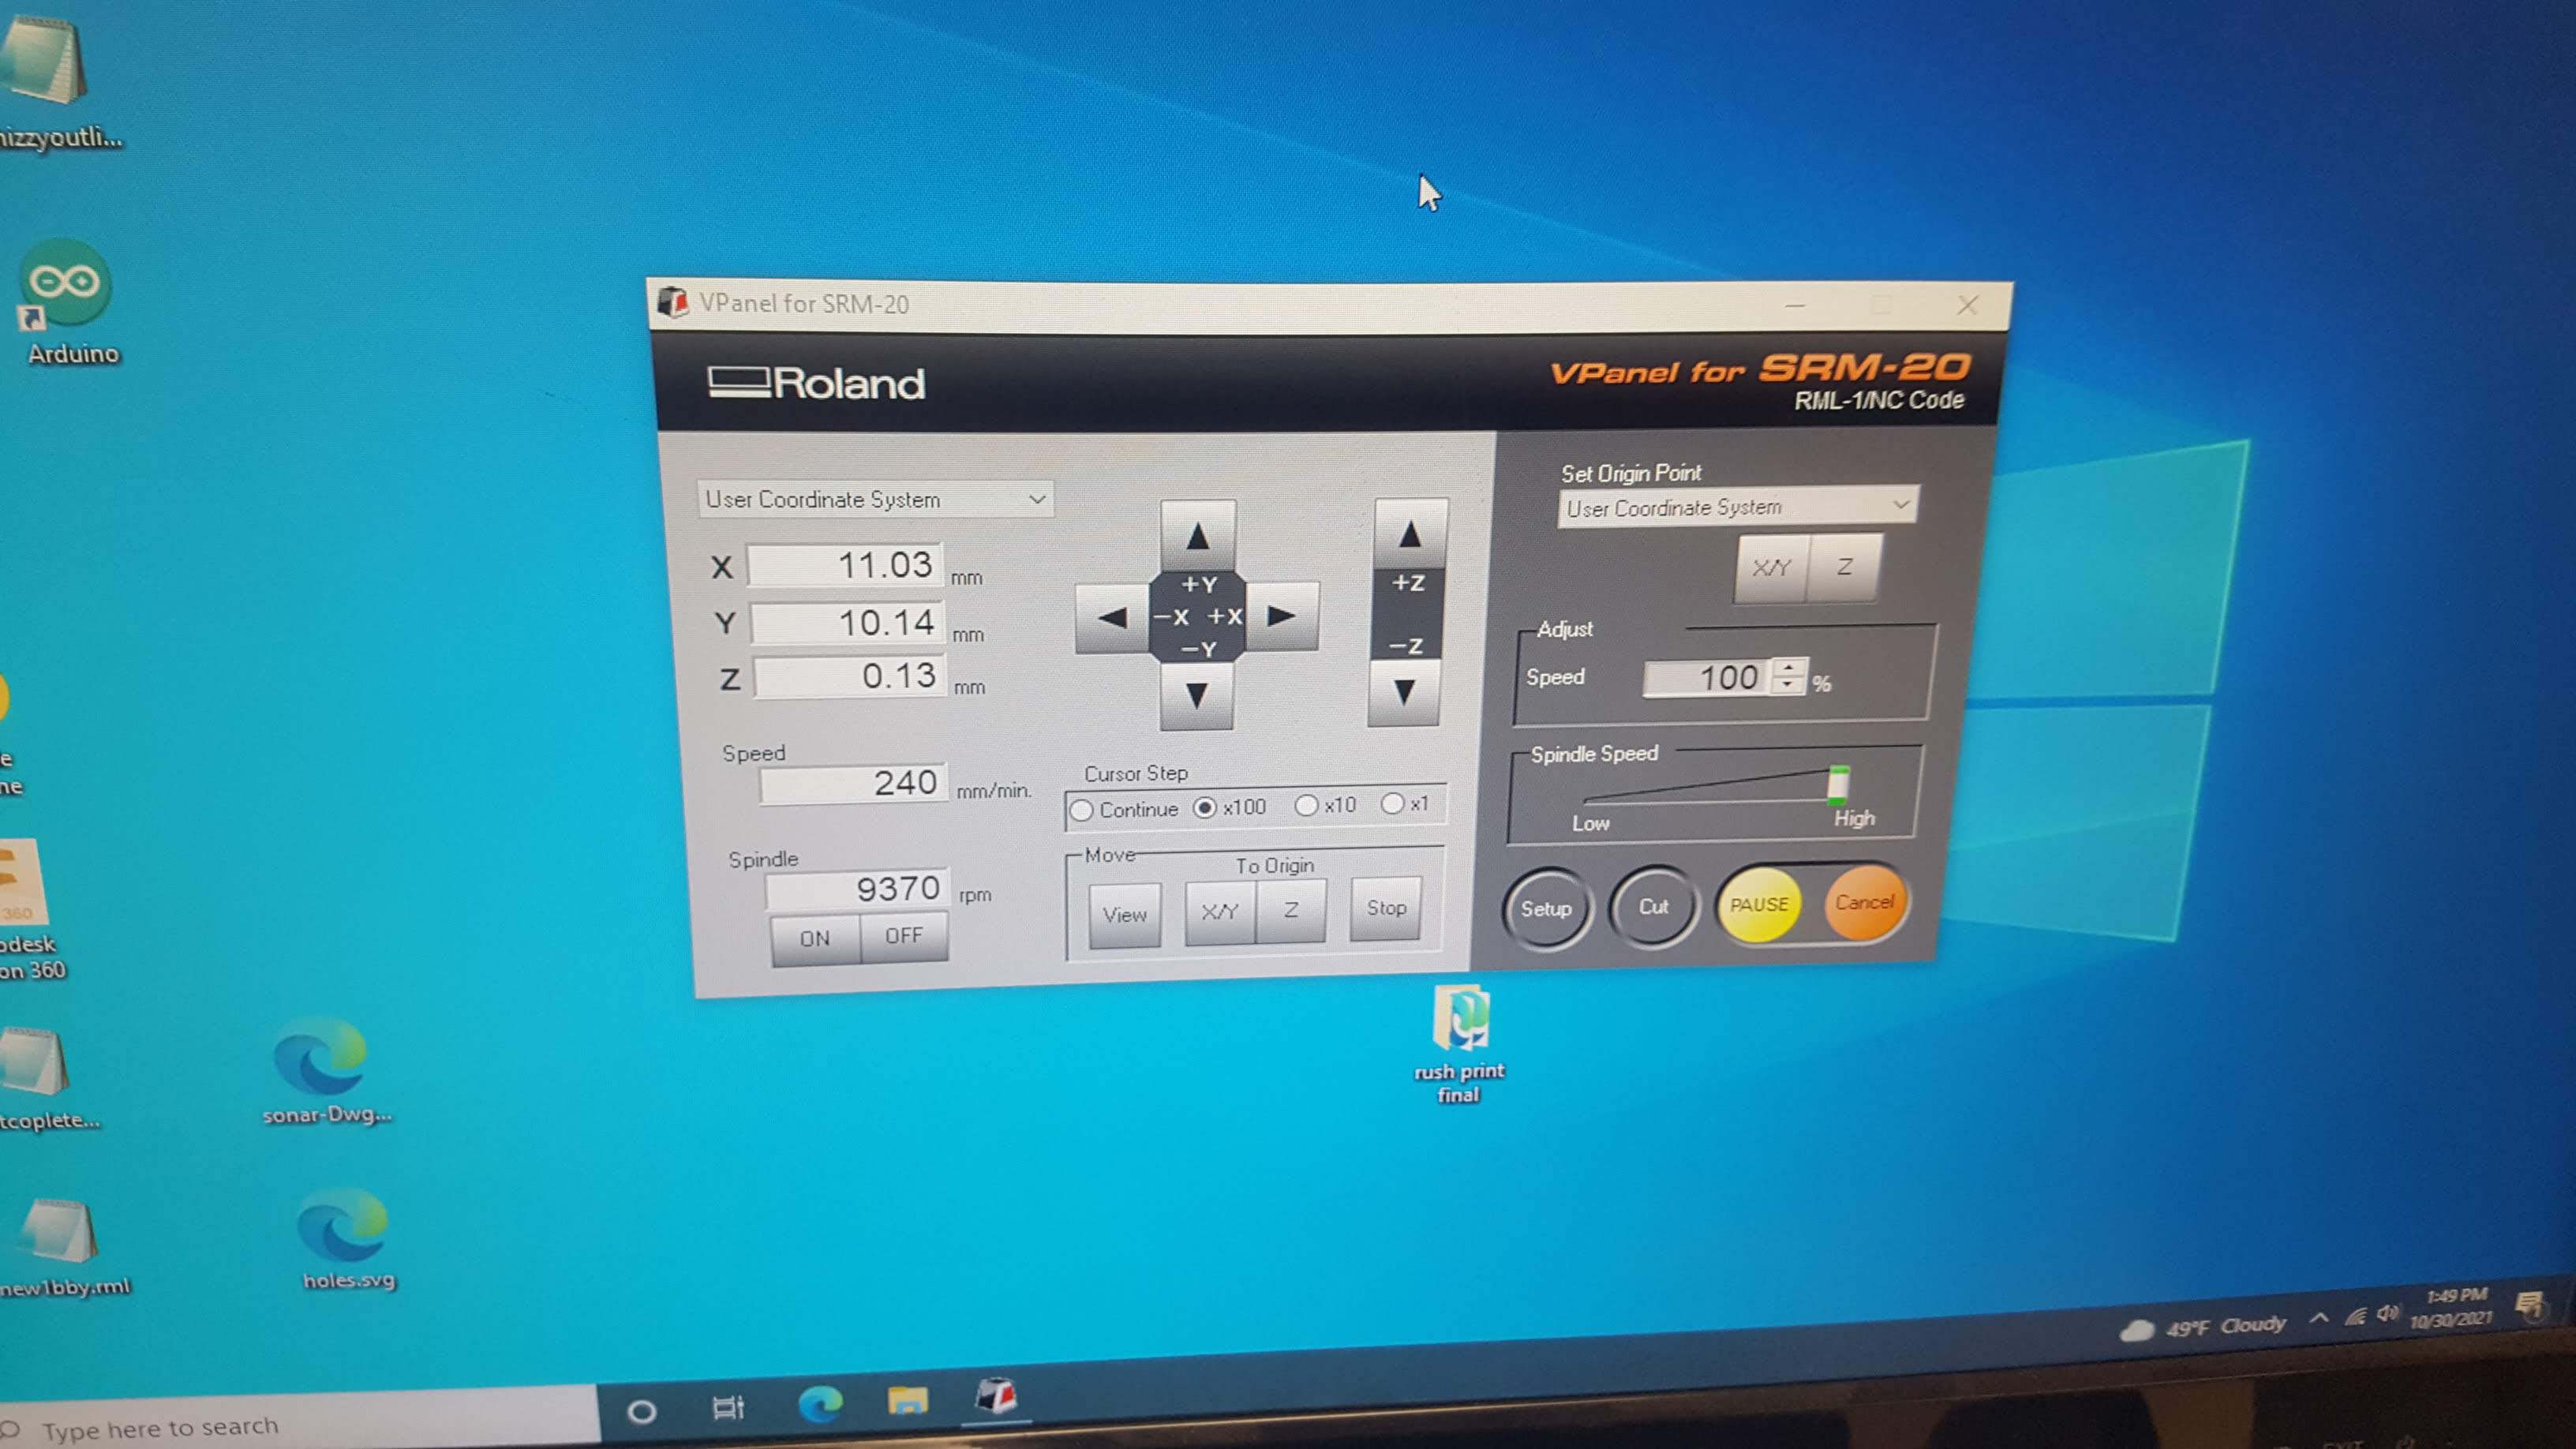 izzyoutli...
Arduino
VPanel for SRM-20
Roland
VPanel for SRM-20
RML-1/NC Code
User Coordinate System
X 11.03 mm
Y 10.14 mm
Z 0.13 mm
+Y
-X +X
-Y
+Z
-Z
Set Origin Point
User Coordinate System
X/Y Z
Adjust
Speed 100 %
Speed
240 mm/min.
Cursor Step
Continue x100 x10 x1
Spindle Speed
Low High
Spindle
9370 rpm
ON OFF
Move
To Origin
View X/Y Z Stop
Setup Cut PAUSE Cancel
e
ne
360
odesk
on 360
rush print
final
tcoplete...
sonar-Dwg...
new1bby.rml
holes.svg
Type here to search
49°F Cloudy
1:49 PM
10/30/2021